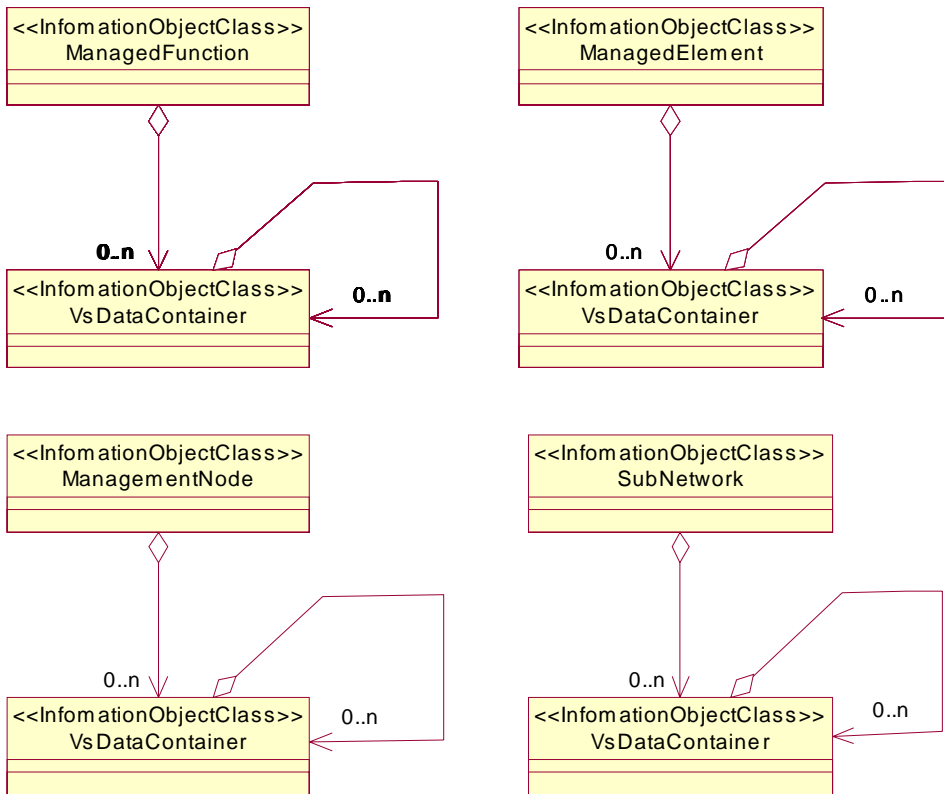 <<InfomationObjectClass>>
ManagedFunction
0..n
0..n
<<InfomationObjectClass>>
VsDataContainer
<<InfomationObjectClass>>
ManagedElement
0..n
0..n
<<InfomationObjectClass>>
VsDataContainer
<<InfomationObjectClass>>
ManagementNode
0..n
0..n
<<InfomationObjectClass>>
VsDataContainer
<<InfomationObjectClass>>
SubNetwork
0..n
0..n
<<InfomationObjectClass>>
VsDataContainer